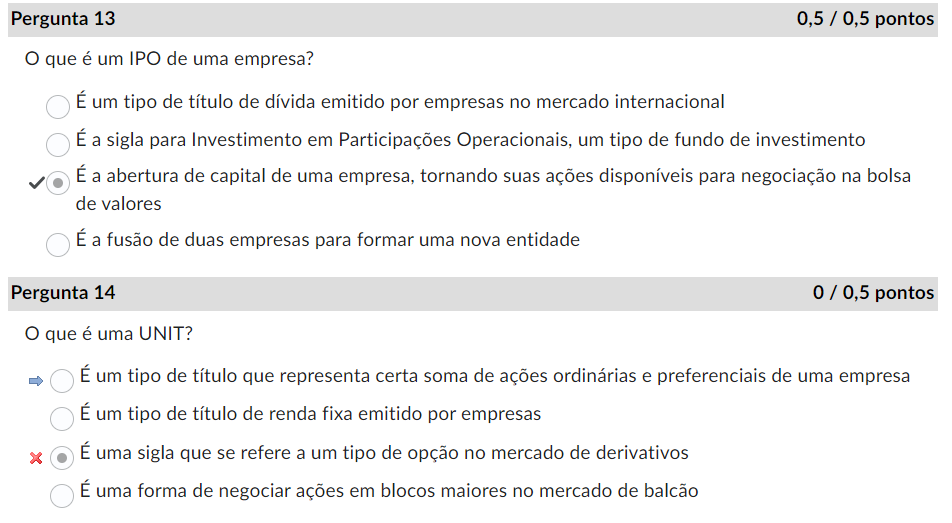 Pergunta 13 0,5 / 0,5 pontos
O que é um IPO de uma empresa?
É um tipo de título de dívida emitido por empresas no mercado internacional
É a sigla para Investimento em Participações Operacionais, um tipo de fundo de investimento
É a abertura de capital de uma empresa, tornando suas ações disponíveis para negociação na bolsa
de valores
É a fusão de duas empresas para formar uma nova entidade
Pergunta 14 0 / 0,5 pontos
O que é uma UNIT?
É um tipo de título que representa certa soma de ações ordinárias e preferenciais de uma empresa
É um tipo de título de renda fixa emitido por empresas
É uma sigla que se refere a um tipo de opção no mercado de derivativos
É uma forma de negociar ações em blocos maiores no mercado de balcão